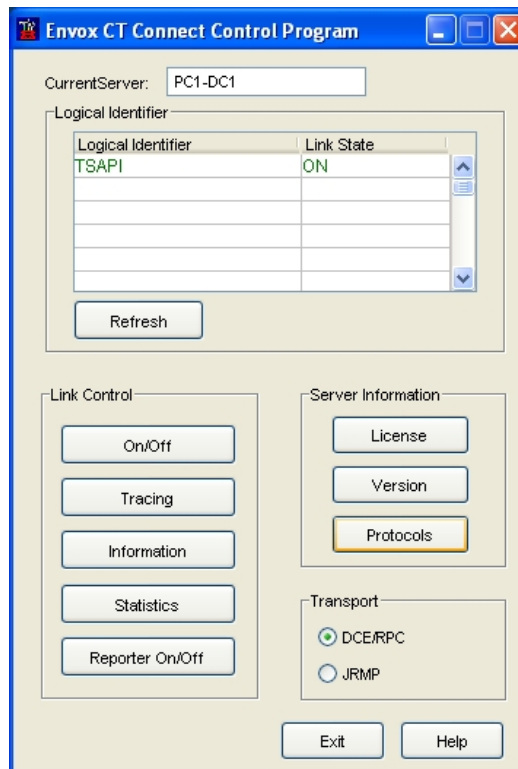 Envox CT Connect Control Program
CurrentServer: PC1-DC1
Logical Identifier
Logical Identifier Link State
TSAPI ON
Refresh
Link Control
On/Off
Tracing
Information
Statistics
Reporter On/Off
Server Information
License
Version
Protocols
Transport
DCE/RPC
JRMP
Exit Help